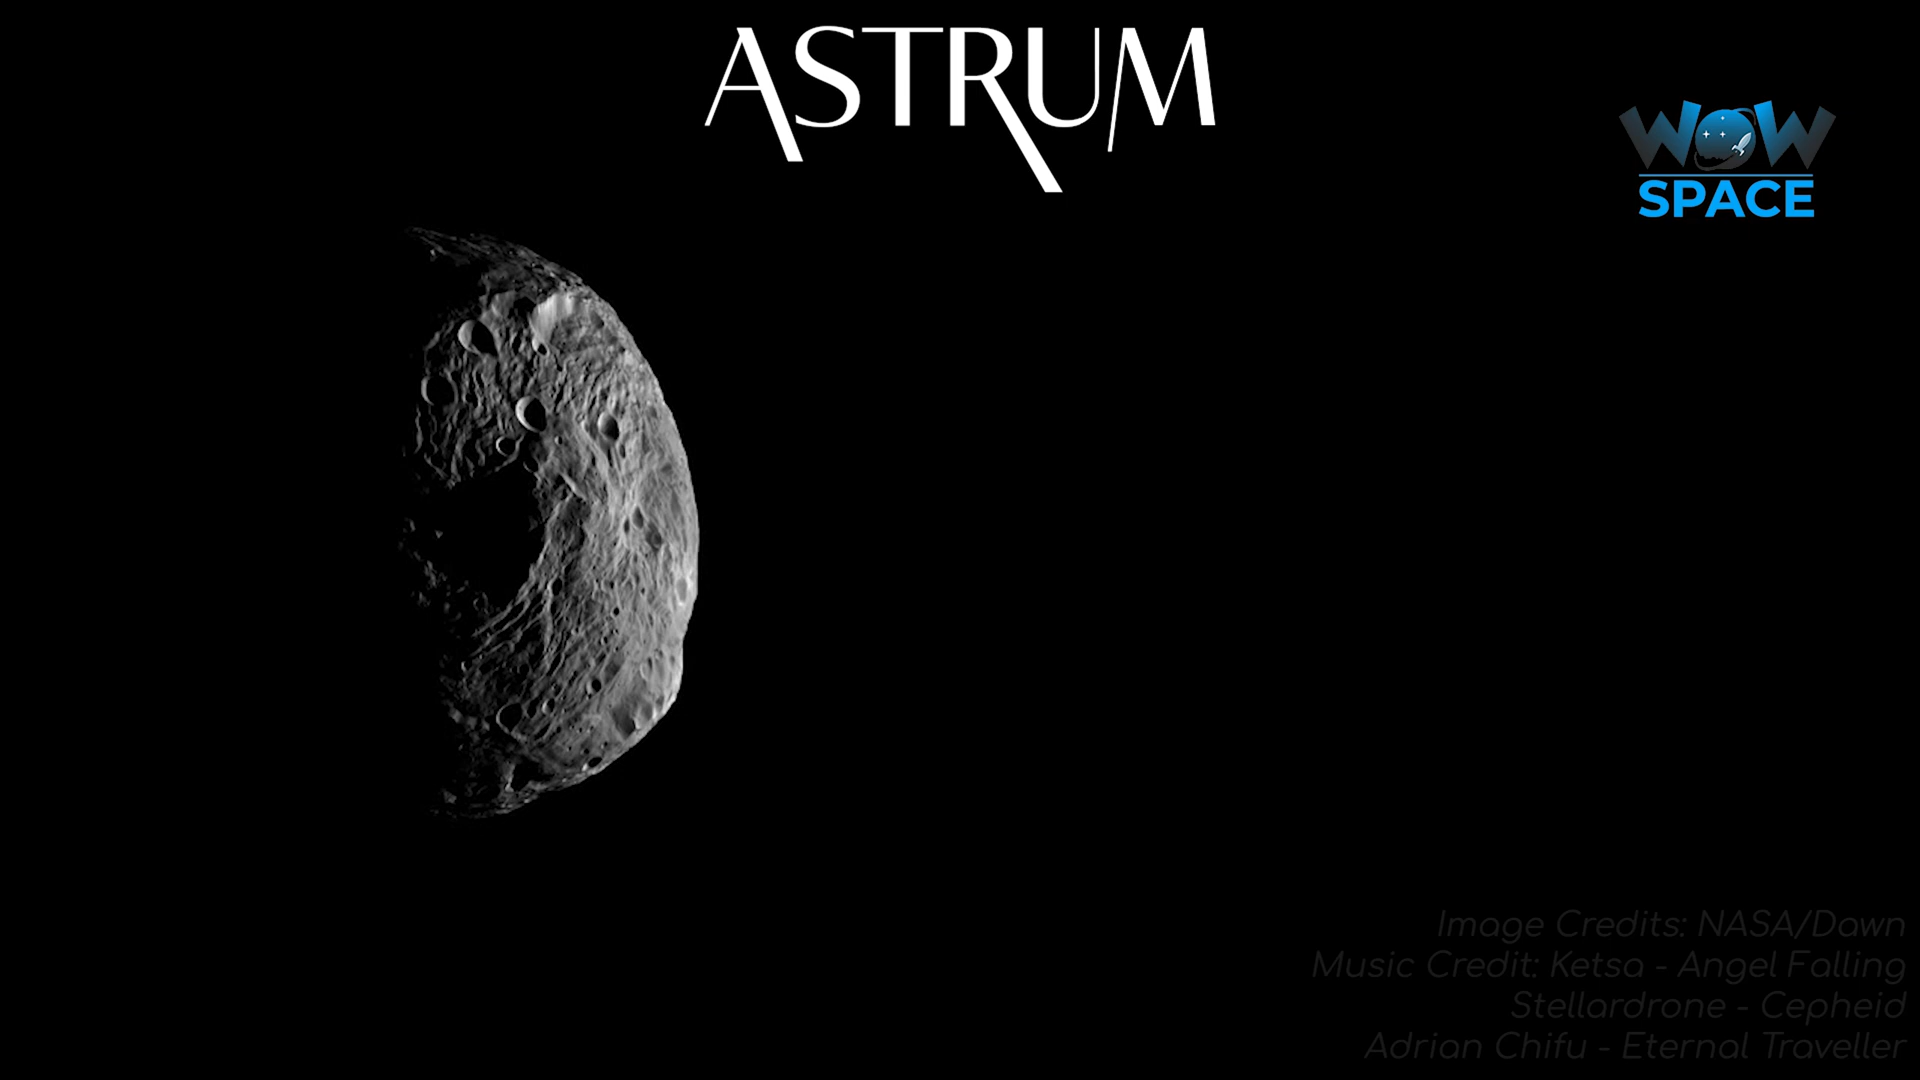 ASTRUM
WOW
SPACE
Image Credits: NASA/Dawn
Music Credit: Ketsa - Angel Falling
Stellardrone - Cepheid
Adrian Chifu - Eternal Traveller